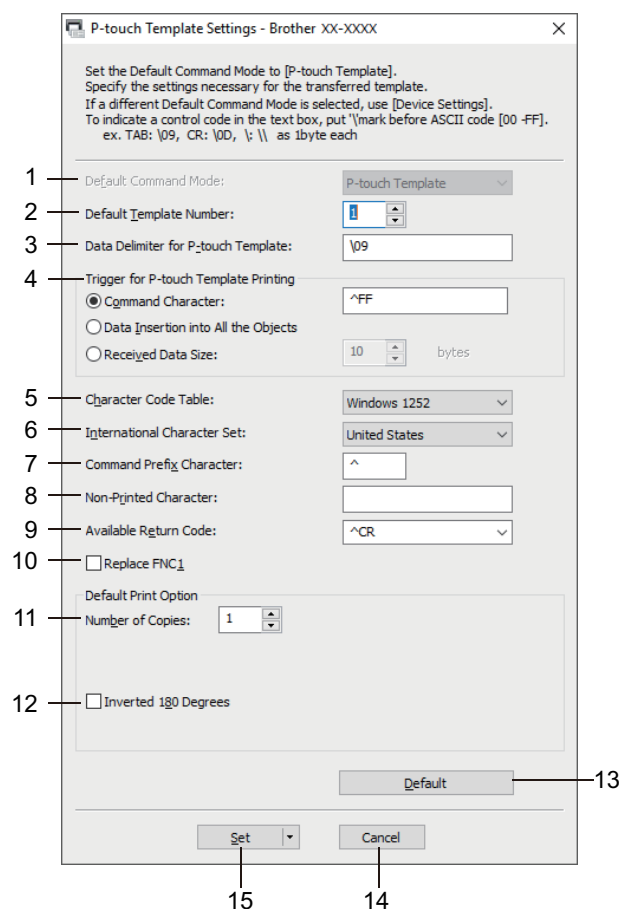 P-touch Template Settings - Brother XX-XXXX
Set the Default Command Mode to [P-touch Template].
Specify the settings necessary for the transferred template.
If a different Default Command Mode is selected, use [Device Settings].
To indicate a control code in the text box, put '\'mark before ASCII code [00 -FF].
ex. TAB: \09, CR: \0D, \: \\ as 1byte each
1 Default Command Mode: P-touch Template
2 Default Template Number: 1
3 Data Delimiter for P-touch Template: \09
4 Trigger for P-touch Template Printing
Command Character: ^FF
Data Insertion into All the Objects
Received Data Size: 10 bytes
5 Character Code Table: Windows 1252
6 International Character Set: United States
7 Command Prefix Character: ^
8 Non-Printed Character:
9 Available Return Code: ^CR
10 Replace FNC1
Default Print Option
11 Number of Copies: 1
12 Inverted 180 Degrees
Default 13
Set Cancel
15 14